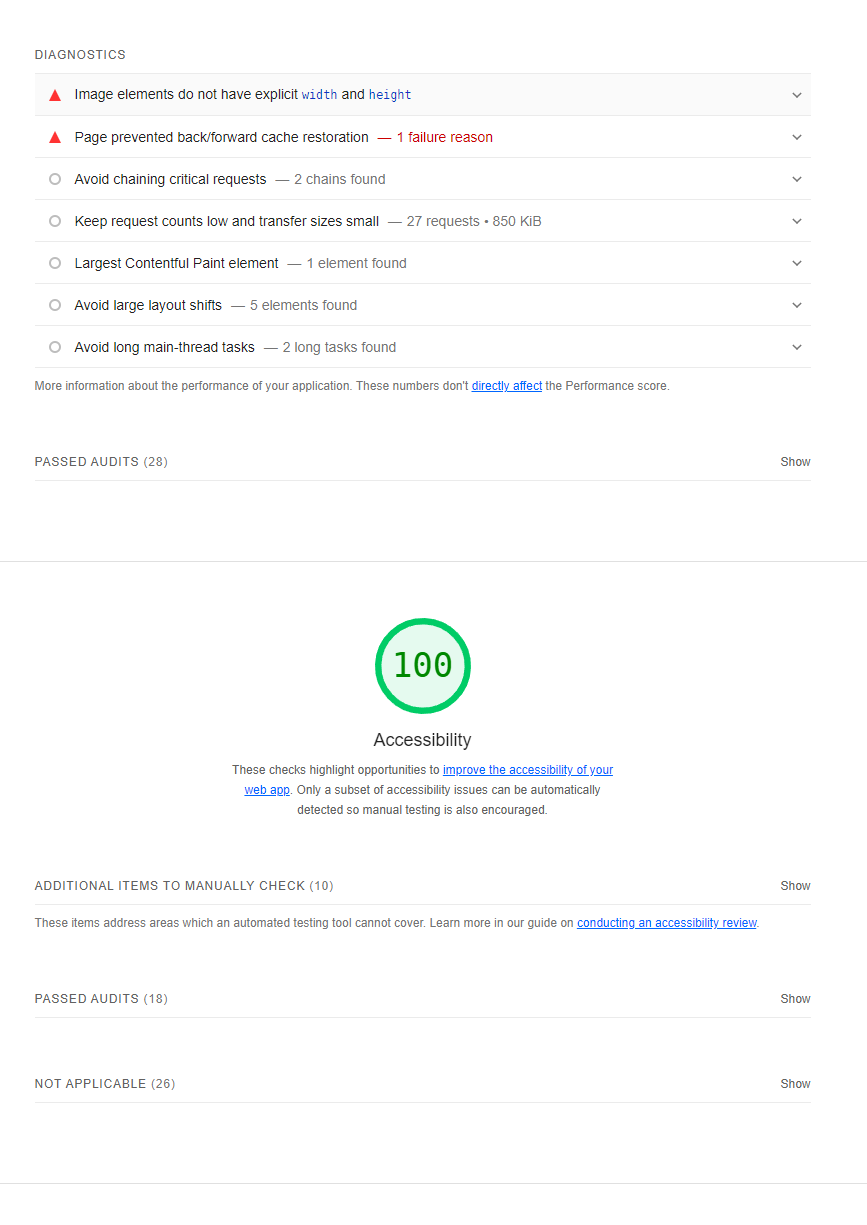 DIAGNOSTICS
Image elements do not have explicit width and height
Page prevented back/forward cache restoration — 1 failure reason
Avoid chaining critical requests — 2 chains found
Keep request counts low and transfer sizes small — 27 requests • 850 KiB
Largest Contentful Paint element — 1 element found
Avoid large layout shifts — 5 elements found
Avoid long main-thread tasks — 2 long tasks found
More information about the performance of your application. These numbers don't directly affect the Performance score.
PASSED AUDITS (28) Show
100
Accessibility
These checks highlight opportunities to improve the accessibility of your
web app. Only a subset of accessibility issues can be automatically
detected so manual testing is also encouraged.
ADDITIONAL ITEMS TO MANUALLY CHECK (10) Show
These items address areas which an automated testing tool cannot cover. Learn more in our guide on conducting an accessibility review.
PASSED AUDITS (18) Show
NOT APPLICABLE (26) Show